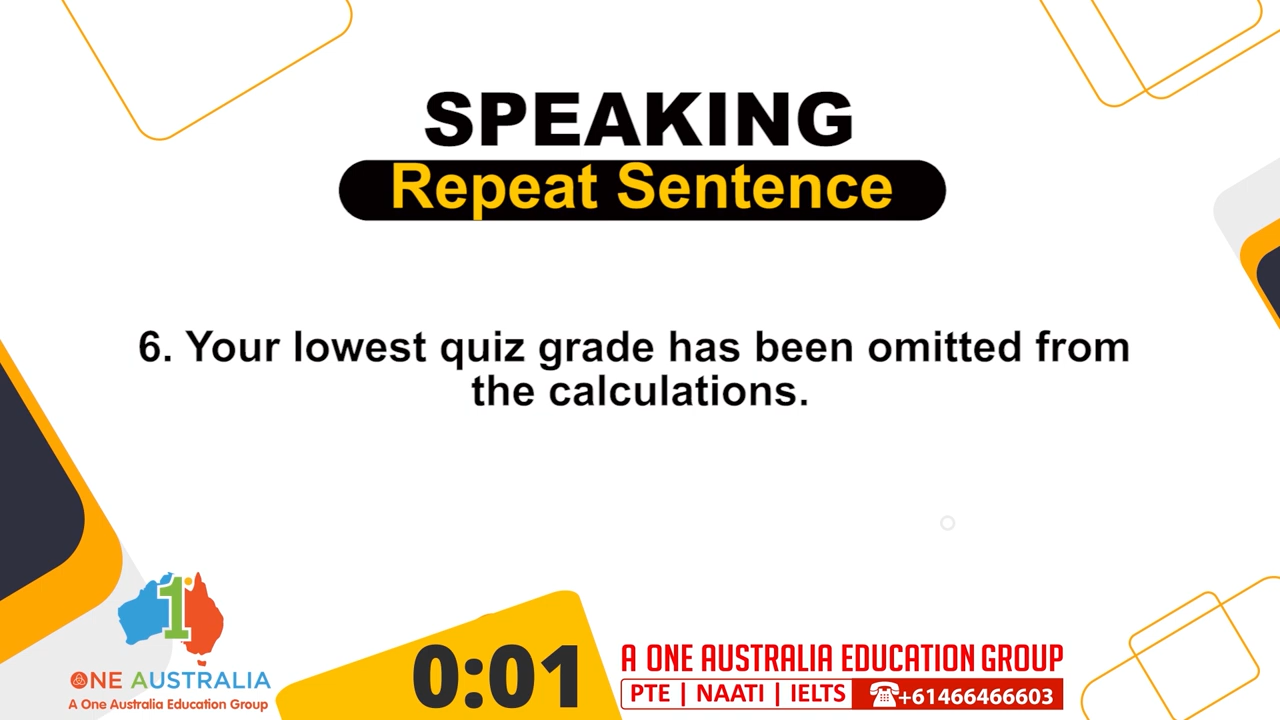 SPEAKING
Repeat Sentence
6. Your lowest quiz grade has been omitted from
the calculations.
1
ONE AUSTRALIA
A One Australia Education Group
0:01
A ONE AUSTRALIA EDUCATION GROUP
PTE | NAATI | IELTS ☎+61466466603